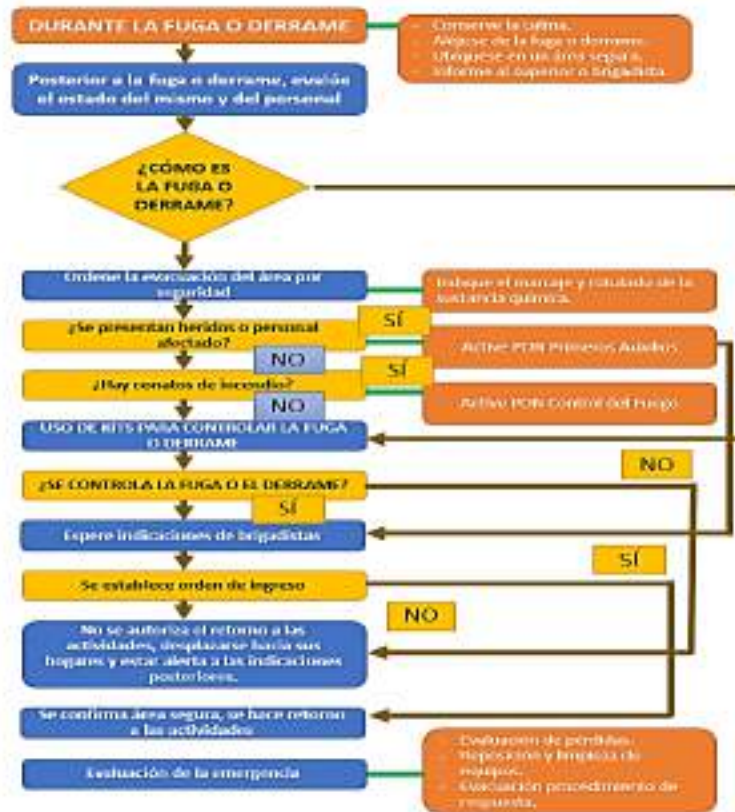 DURANTE LA FUGA O DERRAME
- Conserve la calma.
- Aléjese de la fuga o derrame.
- Ubíquese en un área segura.
- Informe al superior o brigadista.
Posterior a la fuga o derrame, evalúe
el estado del mismo y del personal
¿CÓMO ES
LA FUGA O
DERRAME?
Ordene la evacuación del área por
seguridad
Indique el marcaje y rotulado de la
sustancia química.
¿Se presentan heridos o personal
afectado?
SÍ
Active PON Primeros Auxilios
NO
¿Hay conatos de incendio?
SÍ
Active PON Control del Fuego
NO
USO DE KITS PARA CONTROLAR LA FUGA
O DERRAME
NO
¿SE CONTROLA LA FUGA O EL DERRAME?
SÍ
Espere indicaciones de brigadistas
SÍ
Se establece orden de ingreso
NO
No se autoriza el retorno a las
actividades, desplazarse hacia sus
hogares y estar alerta a las indicaciones
posteriores.
Se confirma área segura, se hace retorno
a las actividades
Evaluación de la emergencia
- Evaluación de pérdidas.
- Reposición y limpieza de
equipos.
- Evacuación procedimiento de
respuesta.